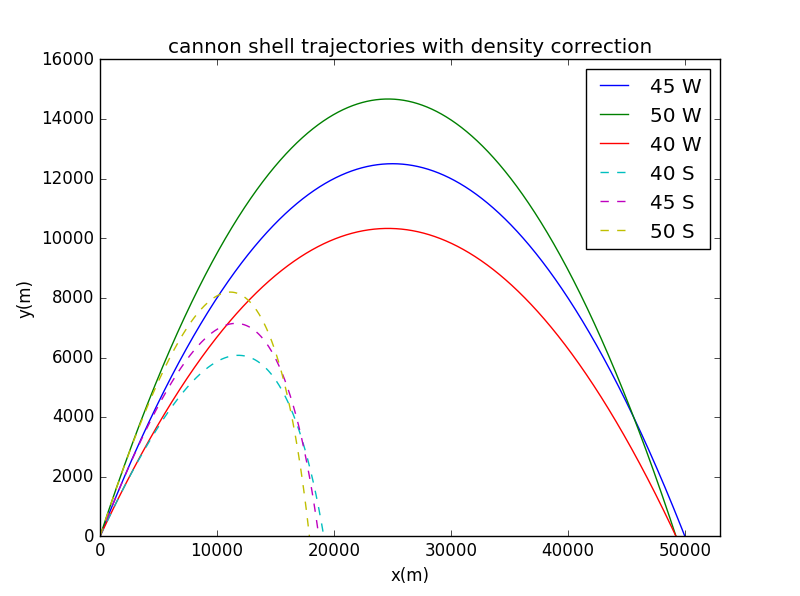 cannon shell trajectories with density correction
16000
14000
12000
10000
8000
6000
4000
2000
0
y(m)
45 W
50 W
40 W
40 S
45 S
50 S
0
10000
20000
30000
40000
50000
x(m)